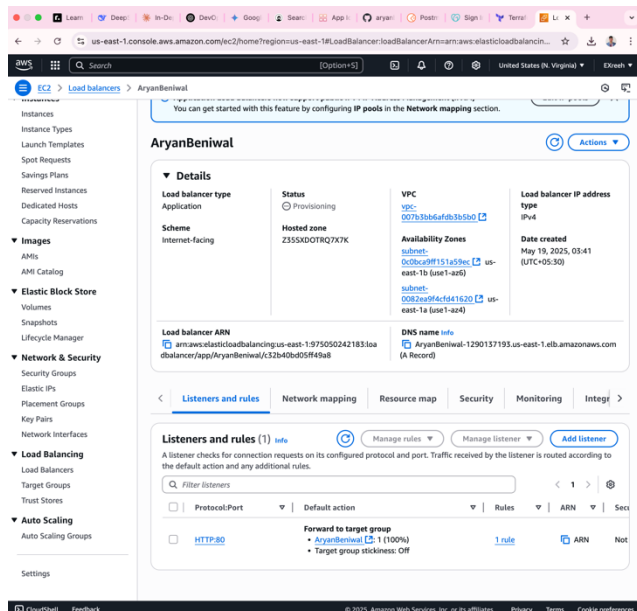 Learn
Deep
In-De
DevO
Goog
Searc
App lo
aryan
Postm
Sign I
Terraf
Lo
us-east-1.console.aws.amazon.com/ec2/home?region=us-east-1#LoadBalancer:loadBalancerArn=arn:aws:elasticloadbalancin...
aws
Search
[Option+S]
United States (N. Virginia) ▼
EXreeh ▼
EC2 > Load balancers > AryanBeniwal
Instances
Instances
Instance Types
Launch Templates
Spot Requests
Savings Plans
Reserved Instances
Dedicated Hosts
Capacity Reservations
▼ Images
AMIs
AMI Catalog
▼ Elastic Block Store
Volumes
Snapshots
Lifecycle Manager
▼ Network & Security
Security Groups
Elastic IPs
Placement Groups
Key Pairs
Network Interfaces
▼ Load Balancing
Load Balancers
Target Groups
Trust Stores
▼ Auto Scaling
Auto Scaling Groups
Settings
You can get started with this feature by configuring IP pools in the Network mapping section.
AryanBeniwal
Actions ▼
▼ Details
Load balancer type
Application
Status
Provisioning
VPC
vpc-
007b3bb6afdb3b5b0
Load balancer IP address
type
IPv4
Scheme
Internet-facing
Hosted zone
Z35SXDOTRQ7X7K
Availability Zones
subnet-
0c0bca9ff151a59ec us-
east-1b (use1-az6)
subnet-
0082ea9f4cfd41620 us-
east-1a (use1-az4)
Date created
May 19, 2025, 03:41
(UTC+05:30)
Load balancer ARN
arn:aws:elasticloadbalancing:us-east-1:975050242183:loa
dbalancer/app/AryanBeniwal/c32b40bd05ff49a8
DNS name Info
AryanBeniwal-1290137193.us-east-1.elb.amazonaws.com
(A Record)
Listeners and rules
Network mapping
Resource map
Security
Monitoring
Integr
Listeners and rules (1) Info
Manage rules ▼
Manage listener ▼
Add listener
A listener checks for connection requests on its configured protocol and port. Traffic received by the listener is routed according to
the default action and any additional rules.
Filter listeners
< 1 >
Protocol:Port
Default action
Rules
ARN
Secu
HTTP:80
Forward to target group
• AryanBeniwal: 1 (100%)
• Target group stickiness: Off
1 rule
ARN
Not
CloudShell
Feedback
© 2025, Amazon Web Services, Inc. or its affiliates.
Privacy
Terms
Cookie preferences